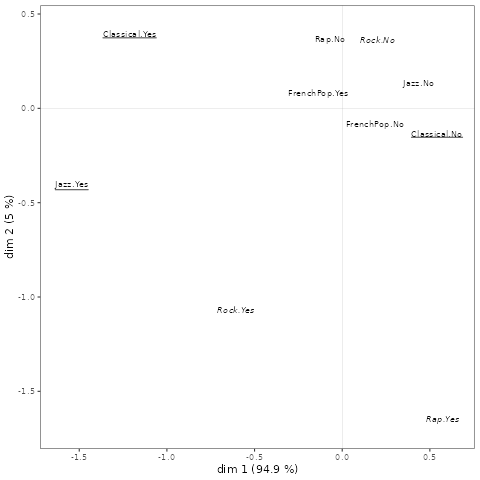 0.5
Classical.Yes
Rap.No
Rock.No
Jazz.No
FrenchPop.Yes
0.0
FrenchPop.No
Classical.No
Jazz.Yes
-0.5
dim 2 (5 %)
-1.0
Rock.Yes
-1.5
Rap.Yes
-1.5 -1.0 -0.5 0.0 0.5
dim 1 (94.9 %)